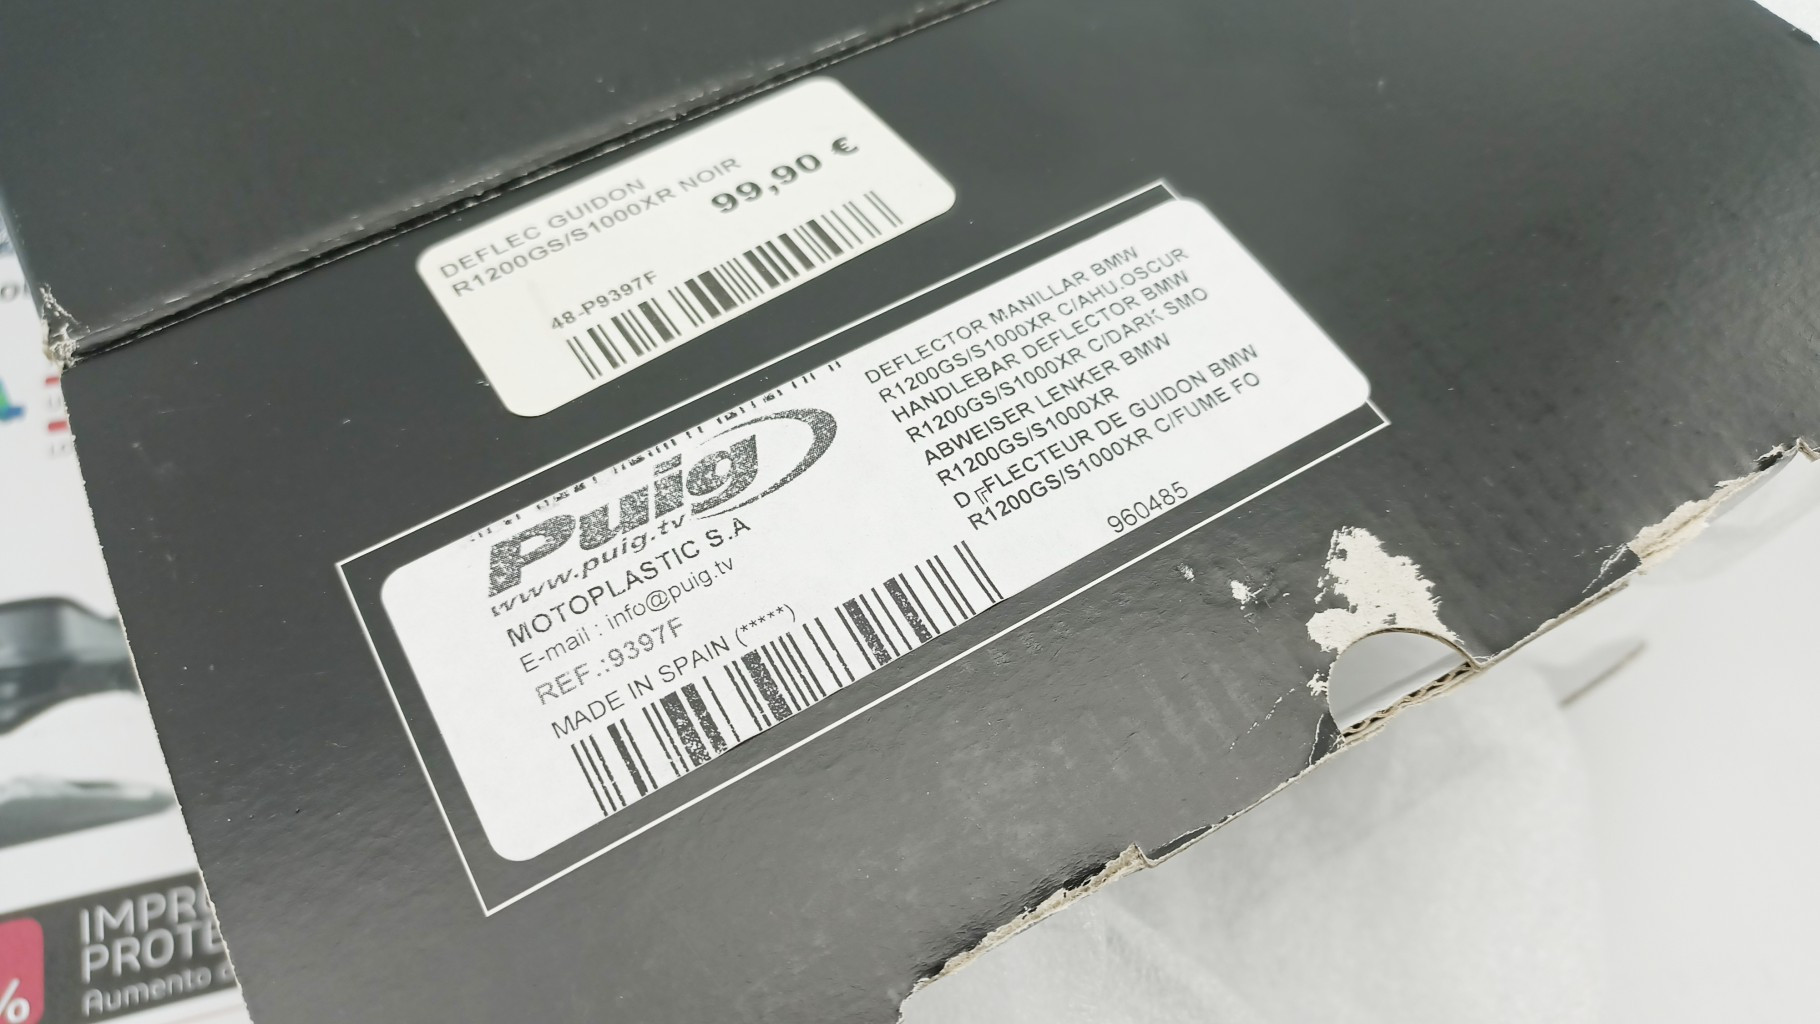 DEFLEC GUIDON
R1200GS/S1000XR NOIR
99,90 €
48-P9397F
Puig
www.puig.tv
MOTOPLASTIC S.A
E-mail : info@puig.tv
REF.:9397F
MADE IN SPAIN (*****)
DEFLECTOR MANILLAR BMW
R1200GS/S1000XR C/AHU.OSCUR
HANDLEBAR DEFLECTOR BMW
R1200GS/S1000XR C/DARK SMO
ABWEISER LENKER BMW
R1200GS/S1000XR
D┌FLECTEUR DE GUIDON BMW
R1200GS/S1000XR C/FUME FO
960485
%
Aumento